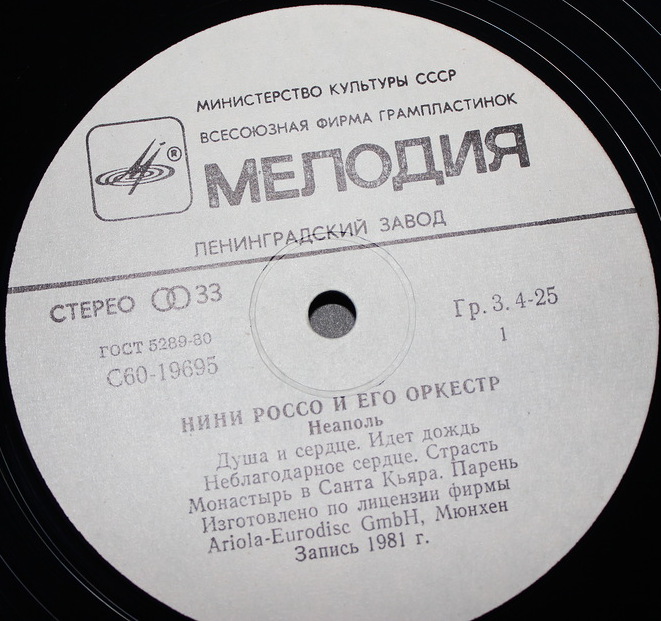 МИНИСТЕРСТВО КУЛЬТУРЫ СССР
ВСЕСОЮЗНАЯ ФИРМА ГРАМПЛАСТИНОК
®
МЕЛОДИЯ
ЛЕНИНГРАДСКИЙ ЗАВОД
СТЕРЕО 33
Гр. 3. 4-25
ГОСТ 5289-80
1
С60-19695
НИНИ РОССО И ЕГО ОРКЕСТР
Неаполь
Душа и сердце. Идет дождь
Неблагодарное сердце. Страсть
Монастырь в Санта Кьяра. Парень
Изготовлено по лицензии фирмы
Ariola-Eurodisc GmbH, Мюнхен
Запись 1981 г.